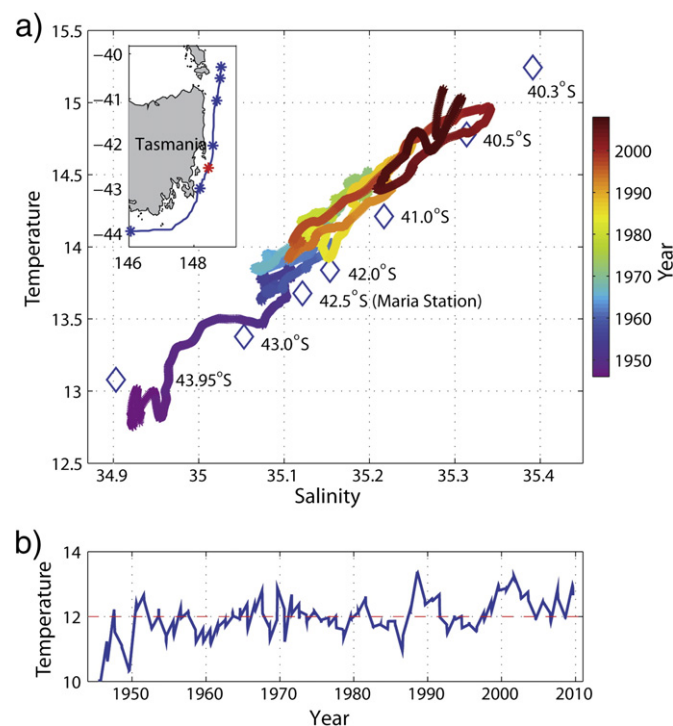 a)
15.5
15
14.5
14
13.5
13
12.5
Temperature
−40
−41
−42
−43
−44
146
148
Tasmania
40.3°S
40.5°S
41.0°S
42.0°S
42.5°S (Maria Station)
43.0°S
43.95°S
34.9
35
35.1
35.2
35.3
35.4
Salinity
2000
1990
1980
1970
1960
1950
Year
b)
14
12
10
Temperature
1950
1960
1970
1980
1990
2000
2010
Year